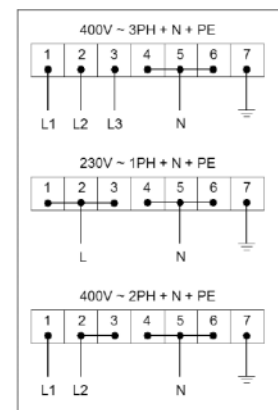 400V ~ 3PH + N + PE
1 2 3 4 5 6 7
L1 L2 L3 N
230V ~ 1PH + N + PE
1 2 3 4 5 6 7
L N
400V ~ 2PH + N + PE
1 2 3 4 5 6 7
L1 L2 N